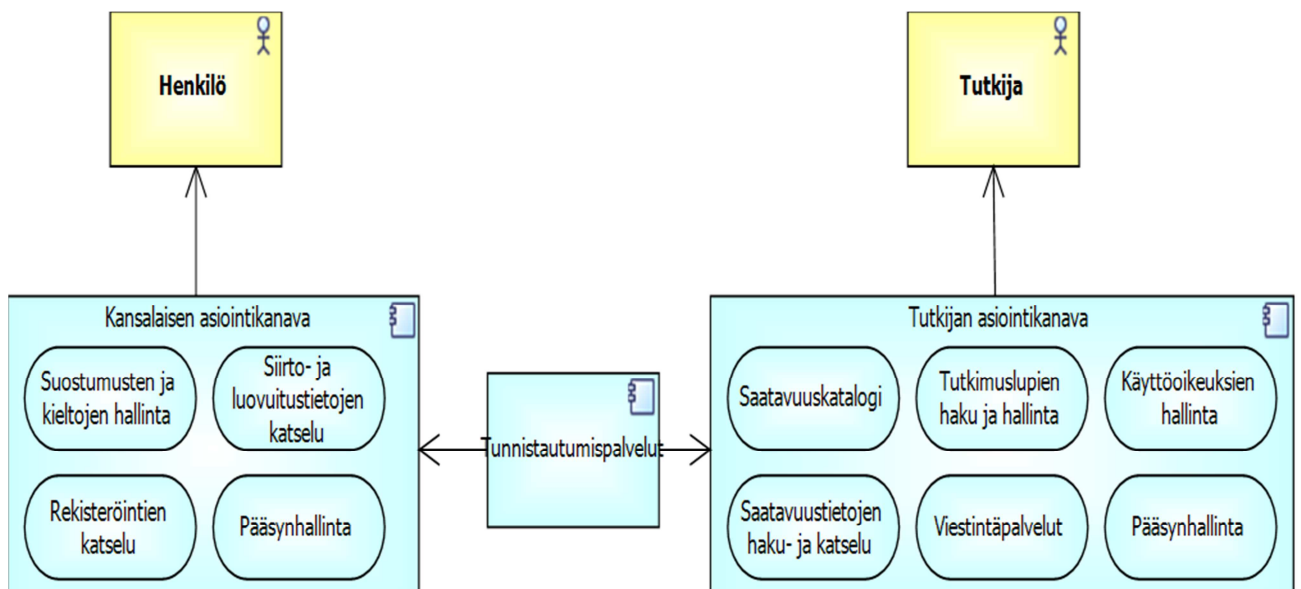 Henkilö
Tutkija
Kansalaisen asiointikanava
Suostumusten ja
kieltojen hallinta
Siirto- ja
luovuitustietojen
katselu
Rekisteröintien
katselu
Pääsynhallinta
Tunnistautumispalvelut
Tutkijan asiointikanava
Saatavuuskatalogi
Tutkimuslupien
haku ja hallinta
Käyttöoikeuksien
hallinta
Saatavuustietojen
haku- ja katselu
Viestintäpalvelut
Pääsynhallinta